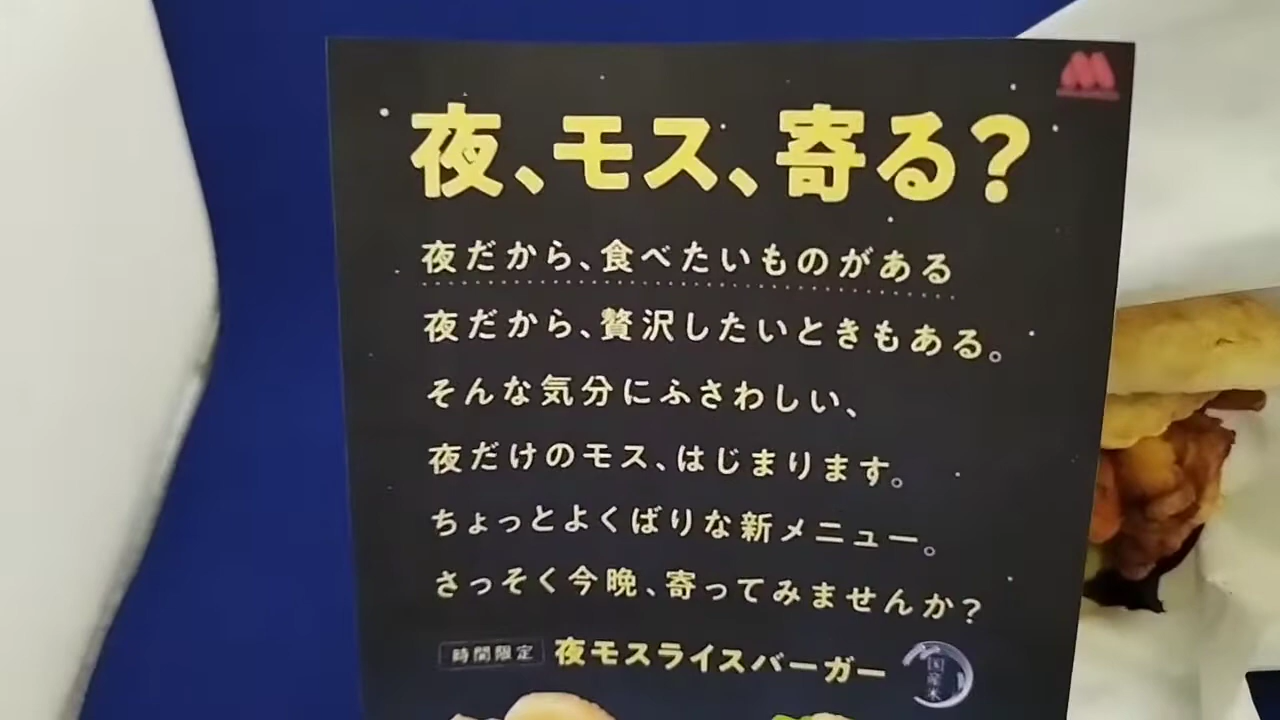 夜、モス、寄る?
夜だから、食べたいものがある
夜だから、贅沢したいときもある。
そんな気分にふさわしい、
夜だけのモス、はじまります。
ちょっとよくばりな新メニュー。
さっそく今晩、寄ってみませんか?
時間限定 夜モスライスバーガー
国産米